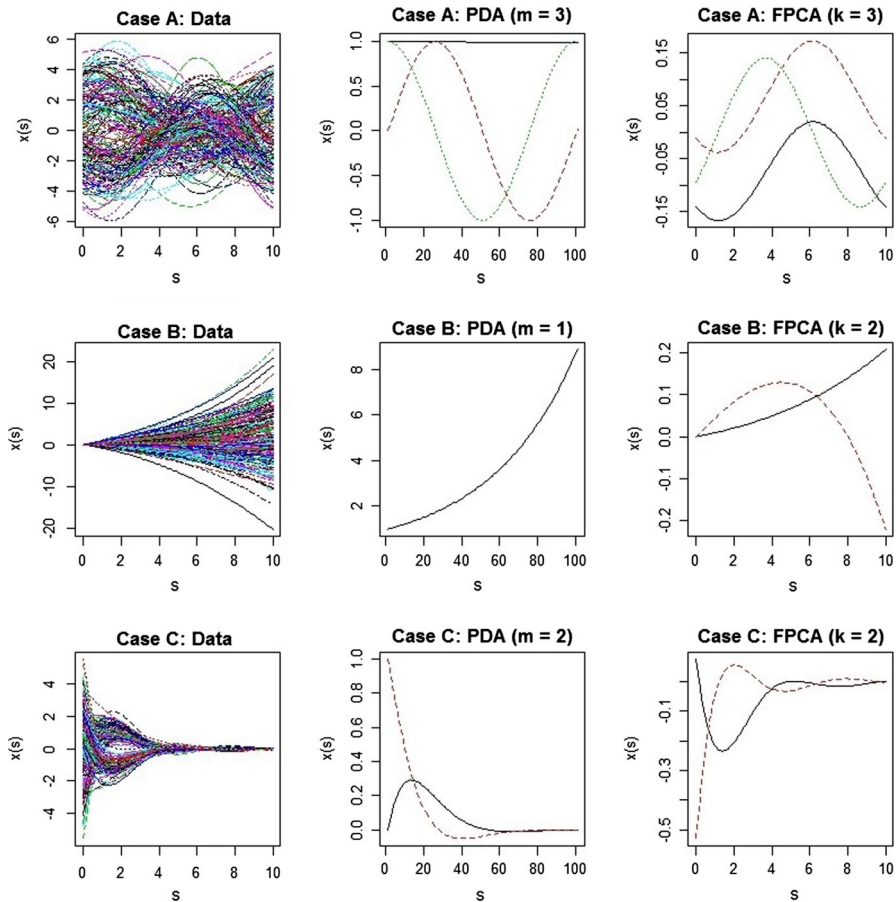 Case A: Data
Case A: PDA (m = 3)
Case A: FPCA (k = 3)
x(s)
6
4
2
0
-2
-4
-6
0 2 4 6 8 10
s
x(s)
1.0
0.5
0.0
-0.5
-1.0
0 20 40 60 80 100
s
x(s)
0.15
0.05
-0.05
-0.15
0 2 4 6 8 10
s
Case B: Data
Case B: PDA (m = 1)
Case B: FPCA (k = 2)
x(s)
20
10
0
-10
-20
0 2 4 6 8 10
s
x(s)
8
6
4
2
0 20 40 60 80 100
s
x(s)
0.2
0.1
0.0
-0.1
-0.2
0 2 4 6 8 10
s
Case C: Data
Case C: PDA (m = 2)
Case C: FPCA (k = 2)
x(s)
4
2
0
-2
-4
0 2 4 6 8 10
s
x(s)
1.0
0.8
0.6
0.4
0.2
0.0
0 20 40 60 80 100
s
x(s)
-0.1
-0.3
-0.5
0 2 4 6 8 10
s